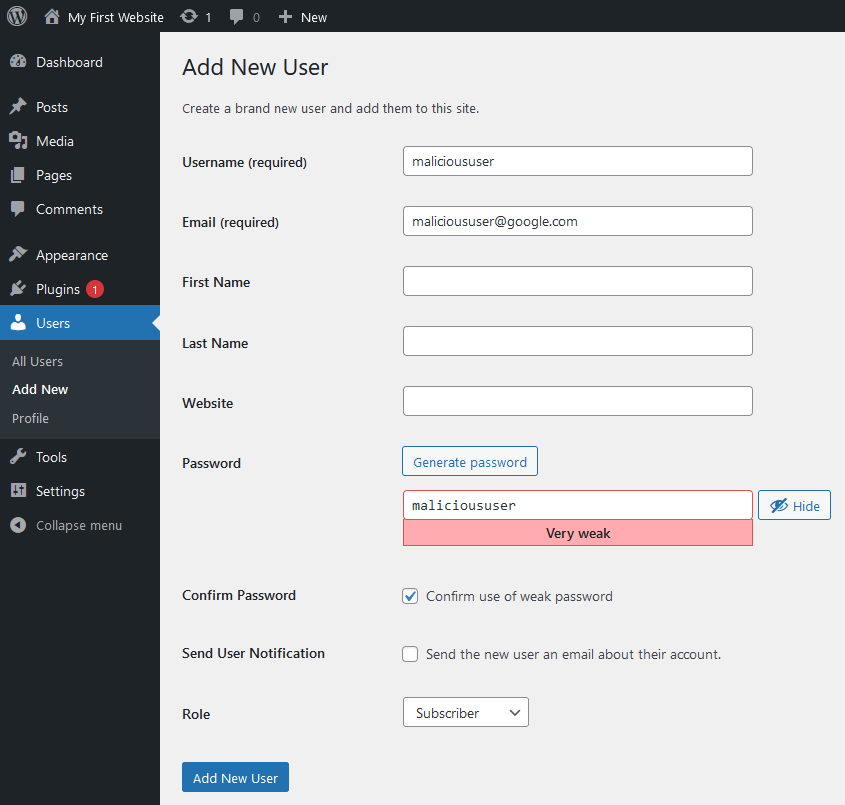 My First Website 1 0 New
Dashboard
Posts
Media
Pages
Comments
Appearance
Plugins 1
Users
All Users
Add New
Profile
Tools
Settings
Collapse menu
Add New User
Create a brand new user and add them to this site.
Username (required) malicioususer
Email (required) malicioususer@google.com
First Name
Last Name
Website
Password Generate password
malicioususer Hide
Very weak
Confirm Password Confirm use of weak password
Send User Notification Send the new user an email about their account.
Role Subscriber
Add New User